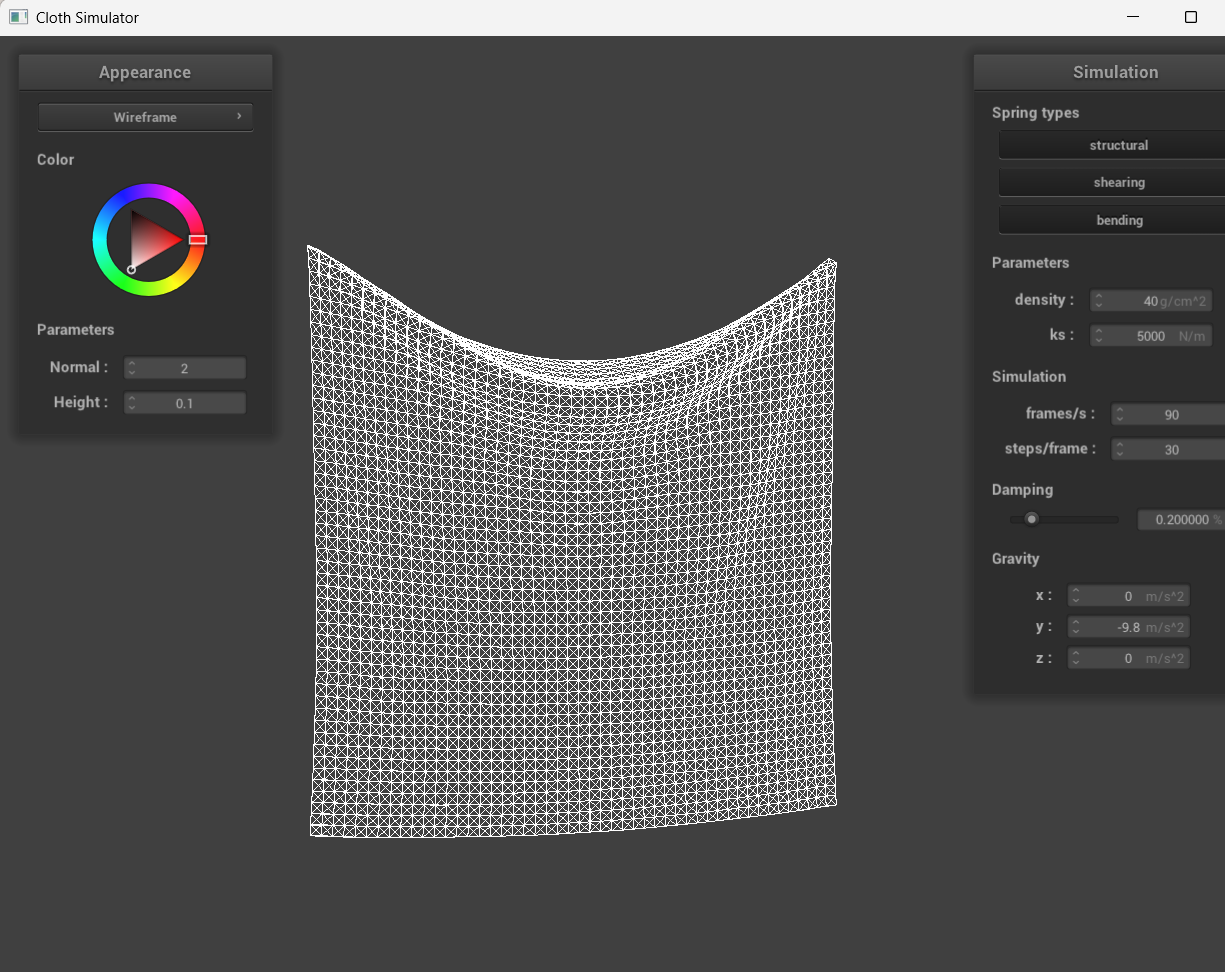 Cloth Simulator
Appearance
Wireframe
Color
Parameters
Normal : 2
Height : 0.1
Simulation
Spring types
structural
shearing
bending
Parameters
density : 40 g/cm^2
ks : 5000 N/m
Simulation
frames/s : 90
steps/frame : 30
Damping
0.200000 %
Gravity
x : 0 m/s^2
y : -9.8 m/s^2
z : 0 m/s^2